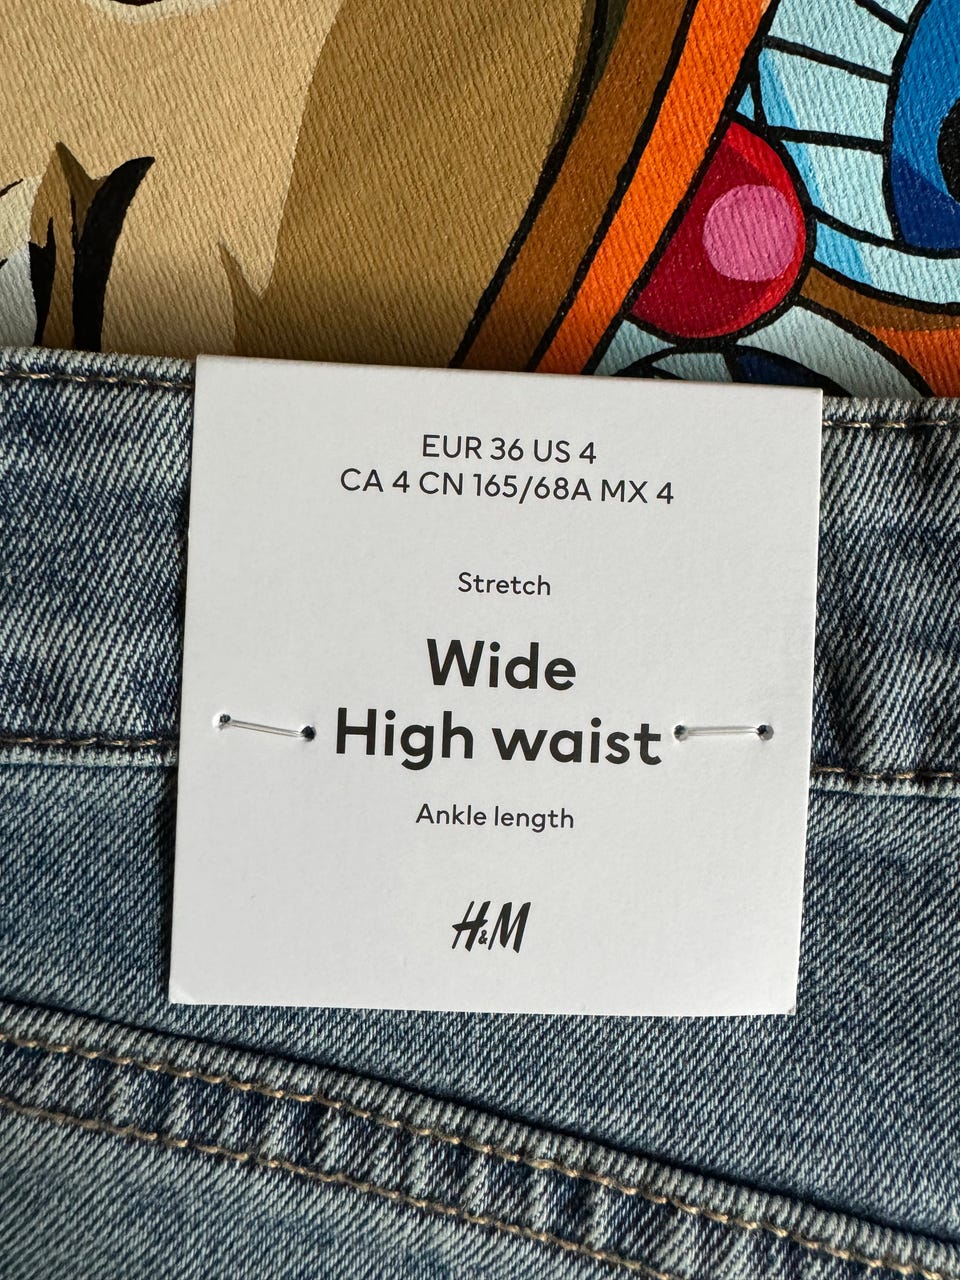 EUR 36 US 4
CA 4 CN 165/68A MX 4
Stretch
Wide
High waist
Ankle length
H&M